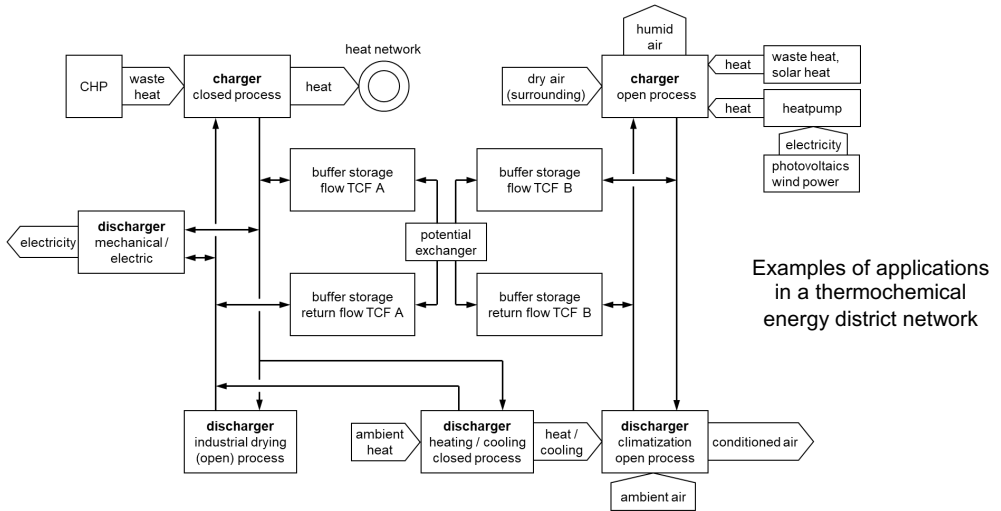 humid
air
heat network
CHP
waste
heat
charger
closed process
heat
dry air
(surrounding)
charger
open process
heat
waste heat,
solar heat
heat
heatpump
electricity
photovoltaics
wind power
buffer storage
flow TCF A
buffer storage
flow TCF B
electricity
discharger
mechanical /
electric
potential
exchanger
Examples of applications
in a thermochemical
energy district network
buffer storage
return flow TCF A
buffer storage
return flow TCF B
discharger
industrial drying
(open) process
ambient
heat
discharger
heating / cooling
closed process
heat /
cooling
discharger
climatization
open process
conditioned air
ambient air